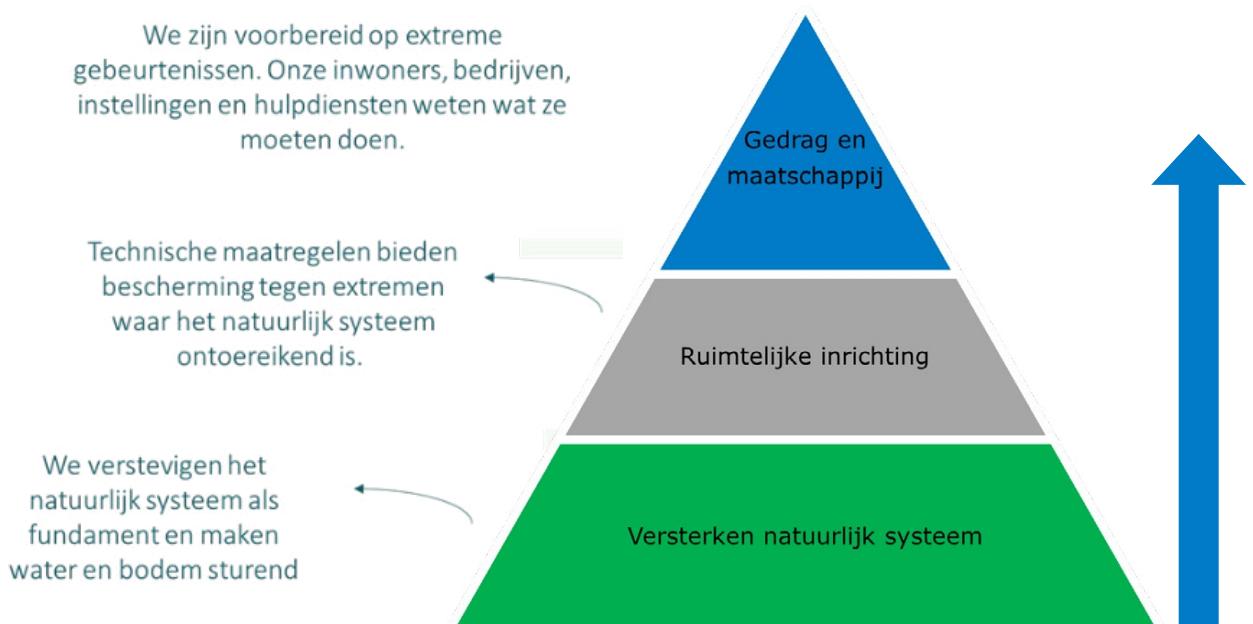 We zijn voorbereid op extreme
gebeurtenissen. Onze inwoners, bedrijven,
instellingen en hulpdiensten weten wat ze
moeten doen.
Gedrag en
maatschappij
Technische maatregelen bieden
bescherming tegen extremen
waar het natuurlijk systeem
ontoereikend is.
Ruimtelijke inrichting
We verstevigen het
natuurlijk systeem als
fundament en maken
water en bodem sturend
Versterken natuurlijk systeem